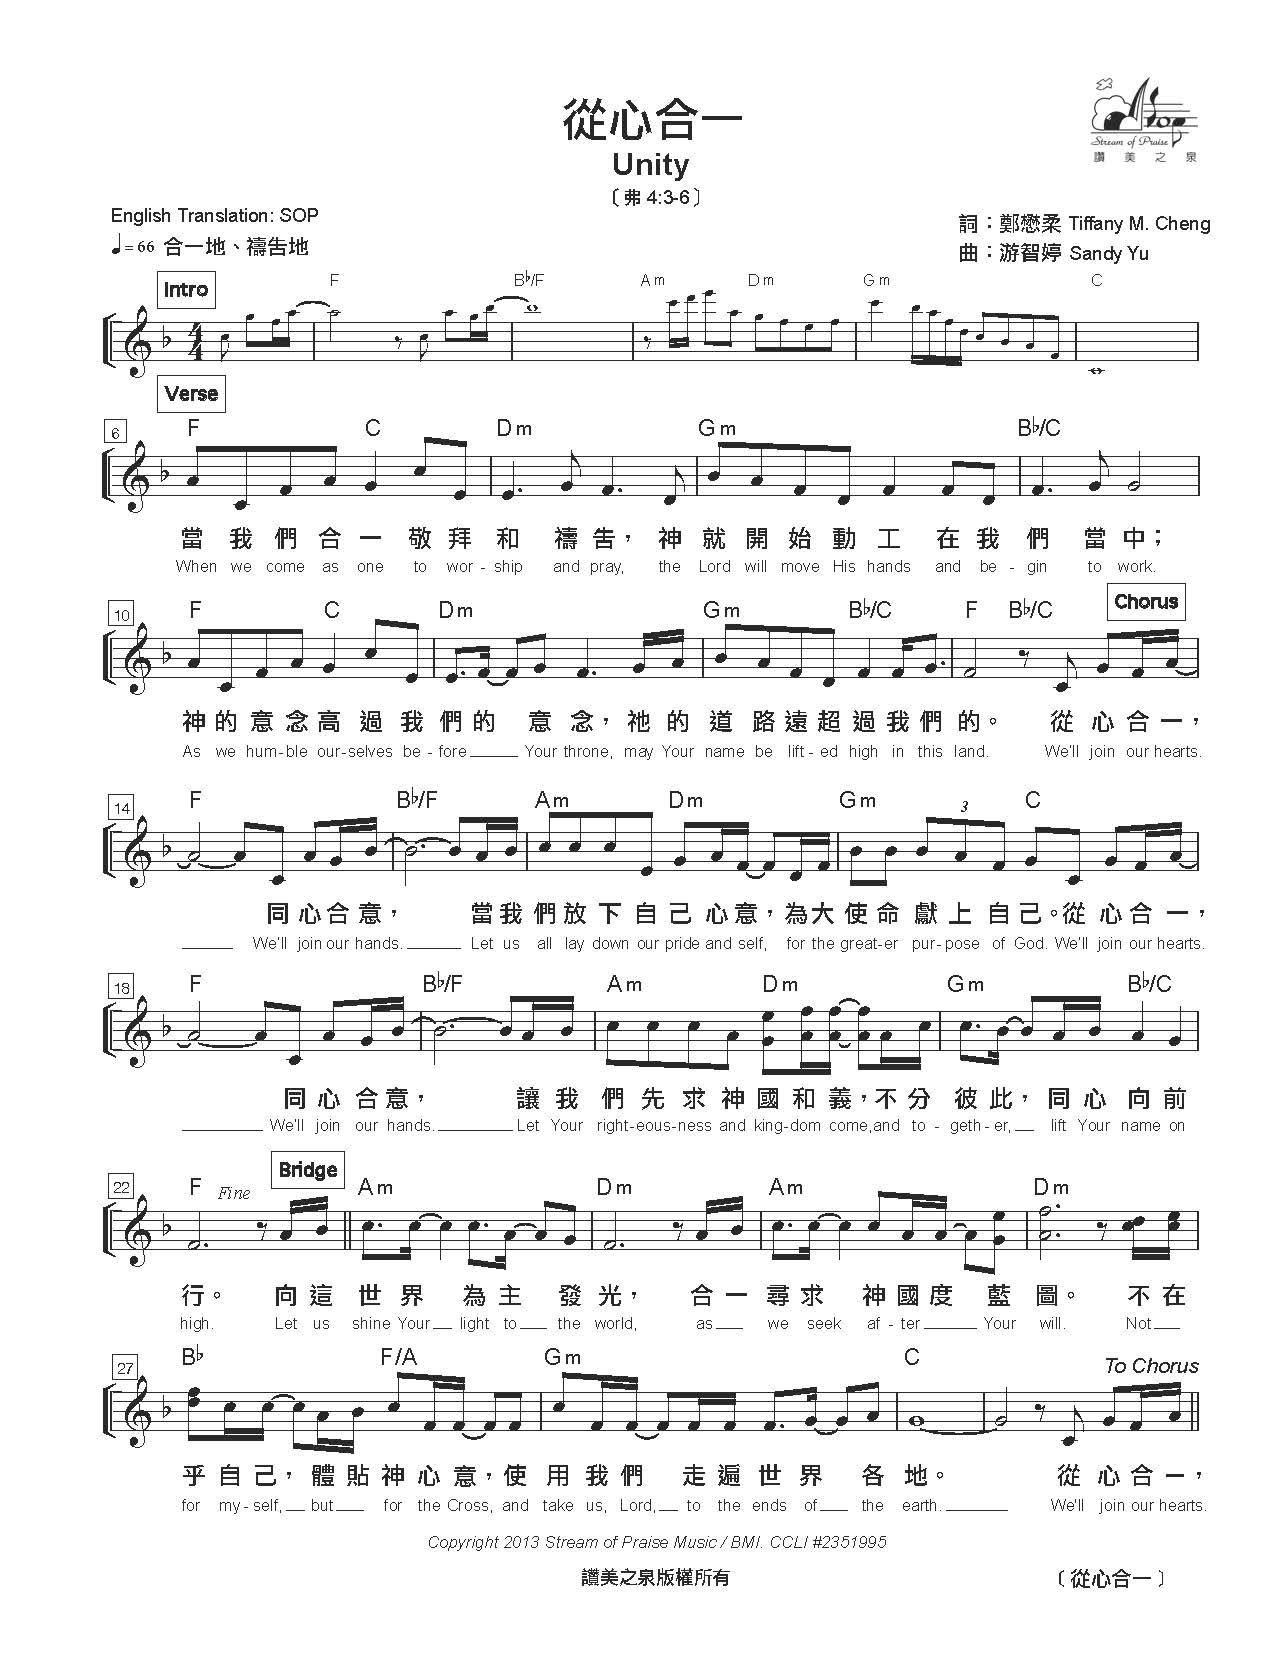 從心合一
Unity
〔弗 4:3-6〕
Stream of Praise
讚美之泉
English Translation: SOP
詞：鄭懋柔 Tiffany M. Cheng
♩= 66 合一地、禱告地
曲：游智婷 Sandy Yu
Intro
F B♭/F Am Dm Gm C
Verse
6 F C Dm Gm B♭/C
當我們合一敬拜和禱告，神就開始動工在我們當中；
When we come as one to wor - ship and pray, the Lord will move His hands and be - gin to work.
10 F C Dm Gm B♭/C F B♭/C Chorus
神的意念高過我們的意念，祂的道路遠超過我們的。從心合一，
As we hum-ble our-selves be - fore Your throne, may Your name be lift - ed high in this land. We'll join our hearts.
14 F B♭/F Am Dm Gm 3 C
同心合意，當我們放下自己心意，為大使命獻上自己。從心合一，
We'll join our hands. Let us all lay down our pride and self, for the great-er pur-pose of God. We'll join our hearts.
18 F B♭/F Am Dm Gm B♭/C
同心合意，讓我們先求神國和義，不分彼此，同心向前
We'll join our hands. Let Your right-eous-ness and king-dom come,and to - geth - er, lift Your name on
22 F Fine Bridge Am Dm Am Dm
行。向這世界為主發光，合一尋求神國度藍圖。不在
high. Let us shine Your light to the world, as we seek af - ter Your will. Not
27 B♭ F/A Gm C To Chorus
乎自己，體貼神心意，使用我們走遍世界各地。從心合一，
for my - self, but for the Cross, and take us, Lord, to the ends of the earth. We'll join our hearts.
Copyright 2013 Stream of Praise Music / BMI. CCLI #2351995
讚美之泉版權所有
〔從心合一〕